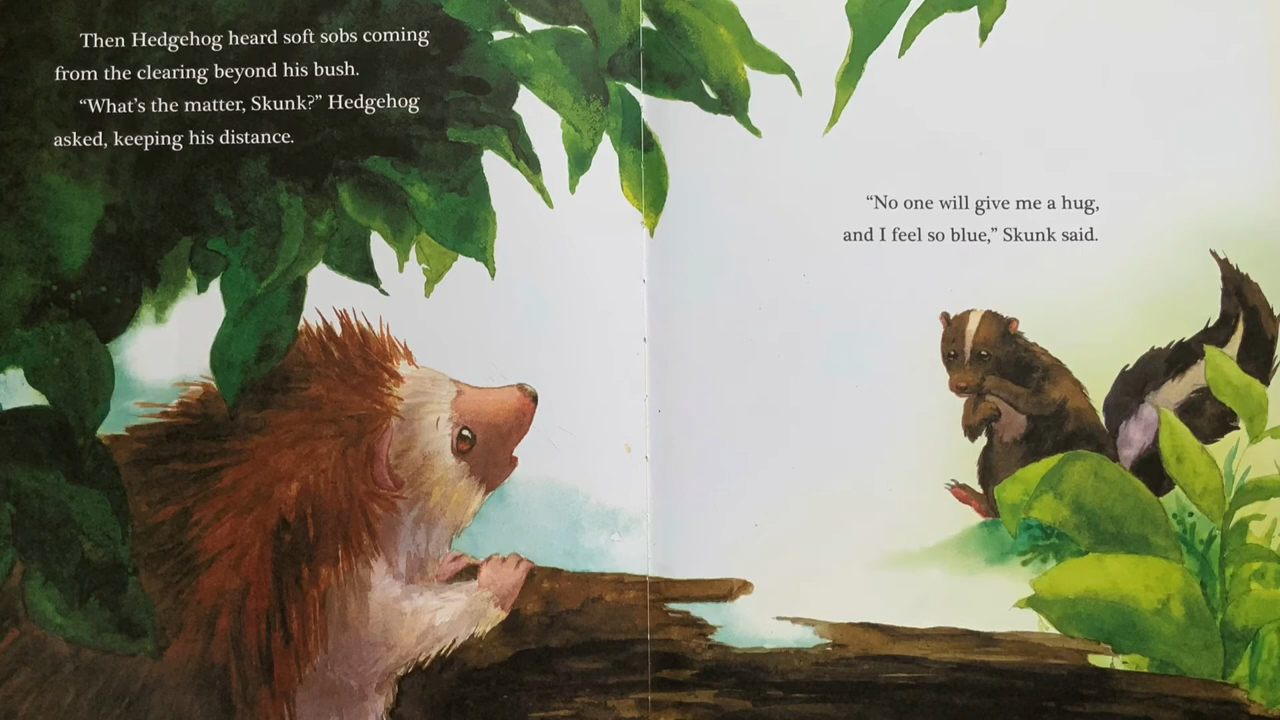 Then Hedgehog heard soft sobs coming
from the clearing beyond his bush.
“What’s the matter, Skunk?” Hedgehog
asked, keeping his distance.
“No one will give me a hug,
and I feel so blue,” Skunk said.